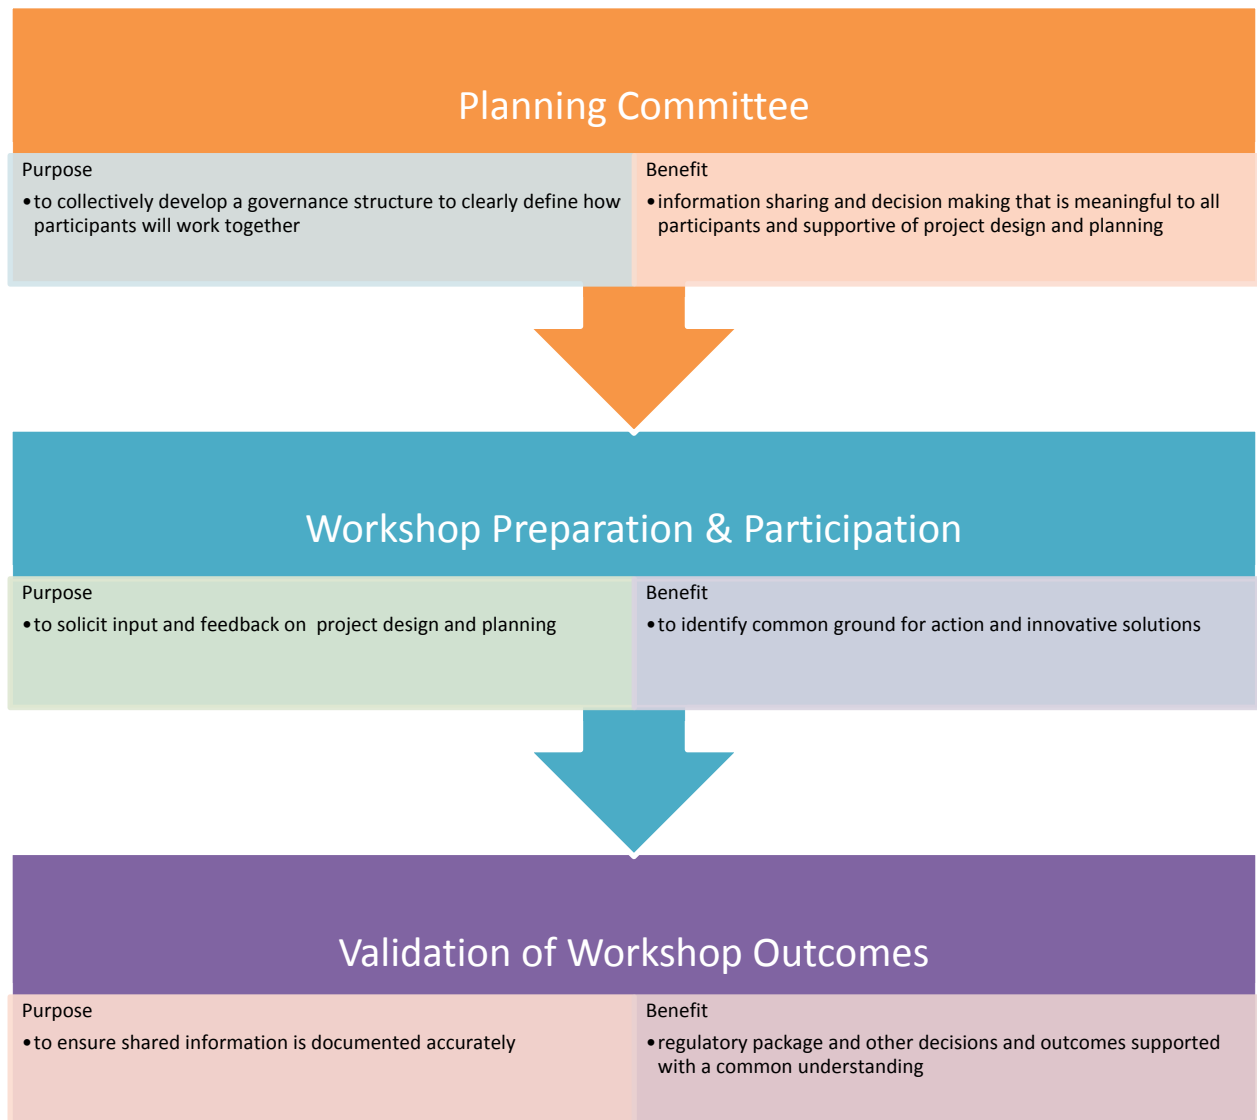 Planning Committee
Purpose
•to collectively develop a governance structure to clearly define how
participants will work together
Benefit
•information sharing and decision making that is meaningful to all
participants and supportive of project design and planning
Workshop Preparation & Participation
Purpose
•to solicit input and feedback on  project design and planning
Benefit
•to identify common ground for action and innovative solutions
Validation of Workshop Outcomes
Purpose
•to ensure shared information is documented accurately
Benefit
•regulatory package and other decisions and outcomes supported
with a common understanding